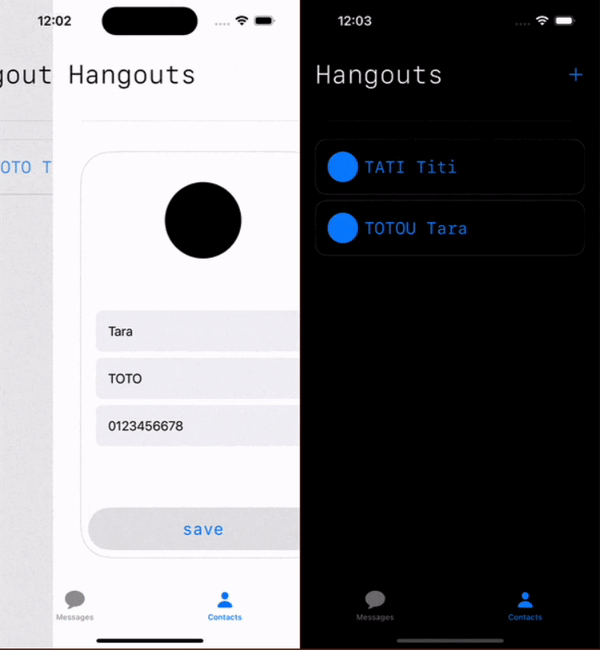 12:02
gout
Hangouts
OTO T
Tara
TOTO
0123456678
save
Messages
Contacts
12:03
Hangouts
+
TATI Titi
TOTOU Tara
Messages
Contacts